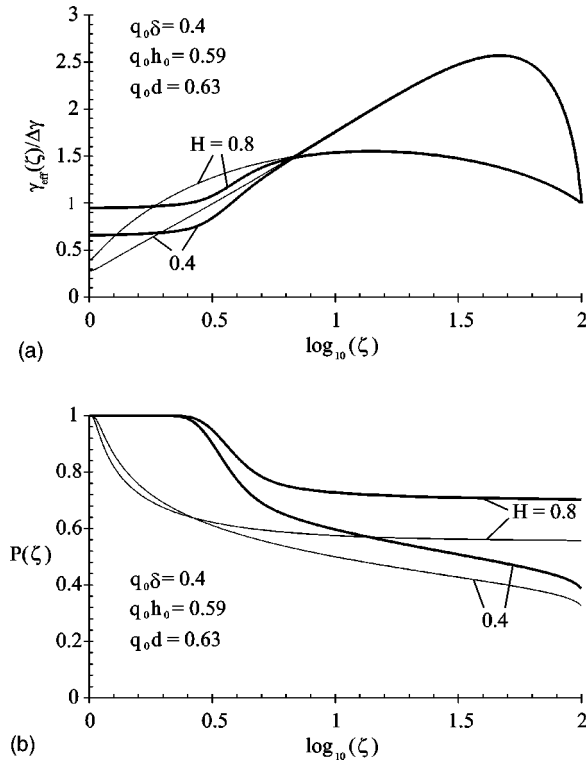 3
q₀δ = 0.4
2.5
q₀h₀ = 0.59
q₀d = 0.63
2
γeff(ζ)/Δγ
1.5
H = 0.8
1
0.5
0.4
0
0 0.5 1 1.5 2
(a)
log₁₀(ζ)
1
0.8
H = 0.8
0.6
P(ζ)
0.4
q₀δ = 0.4
0.4
q₀h₀ = 0.59
0.2
q₀d = 0.63
0
0 0.5 1 1.5 2
(b)
log₁₀(ζ)